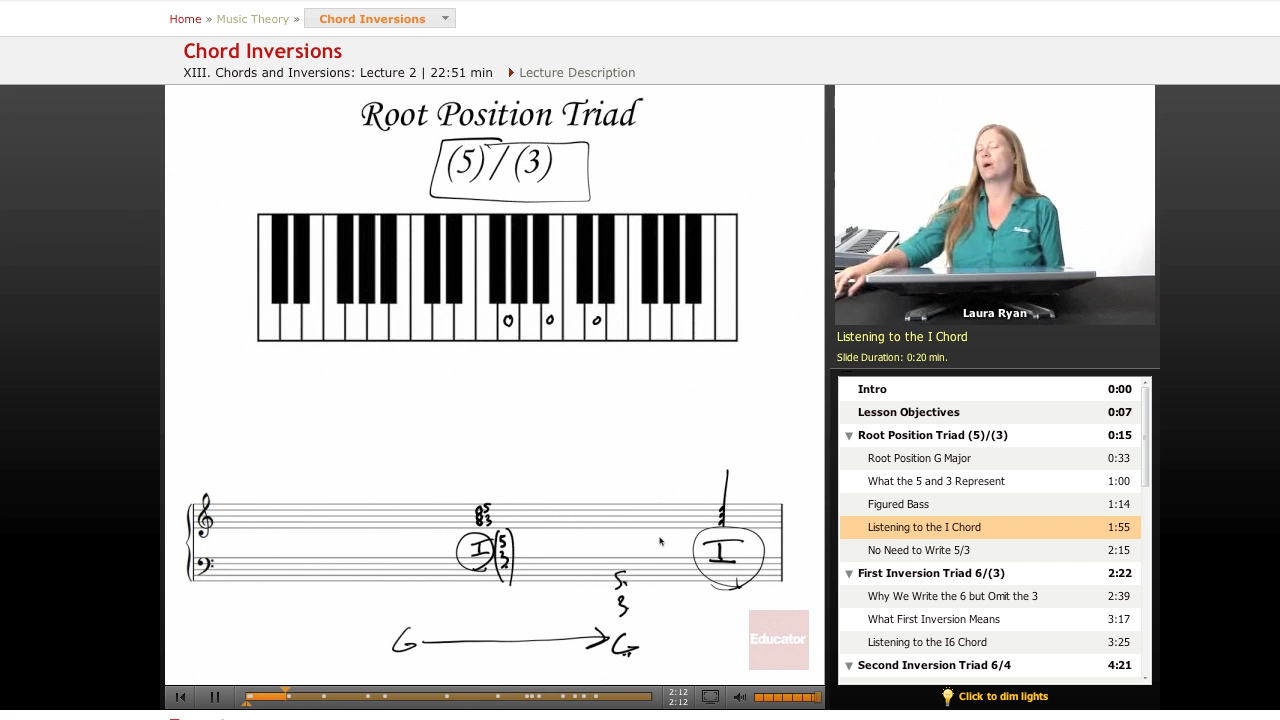 Home » Music Theory » Chord Inversions
Chord Inversions
XIII. Chords and Inversions: Lecture 2 | 22:51 min Lecture Description
Root Position Triad
(5)/(3)
I
5
3
I
5
3
G G
Educator
2:12
2:12
Laura Ryan
Listening to the I Chord
Slide Duration: 0:20 min.
Intro 0:00
Lesson Objectives 0:07
Root Position Triad (5)/(3) 0:15
Root Position G Major 0:33
What the 5 and 3 Represent 1:00
Figured Bass 1:14
Listening to the I Chord 1:55
No Need to Write 5/3 2:15
First Inversion Triad 6/(3) 2:22
Why We Write the 6 but Omit the 3 2:39
What First Inversion Means 3:17
Listening to the I6 Chord 3:25
Second Inversion Triad 6/4 4:21
Click to dim lights